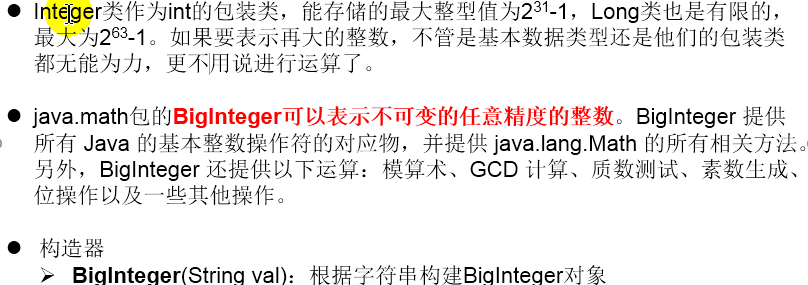 ● Integer类作为int的包装类，能存储的最大整型值为2³¹-1，Long类也是有限的，
最大为2⁶³-1。如果要表示再大的整数，不管是基本数据类型还是他们的包装类
都无能为力，更不用说进行运算了。
● java.math包的BigInteger可以表示不可变的任意精度的整数。BigInteger 提供
所有 Java 的基本整数操作符的对应物，并提供 java.lang.Math 的所有相关方法。
另外，BigInteger 还提供以下运算：模算术、GCD 计算、质数测试、素数生成、
位操作以及一些其他操作。
● 构造器
➢ BigInteger(String val)：根据字符串构建BigInteger对象